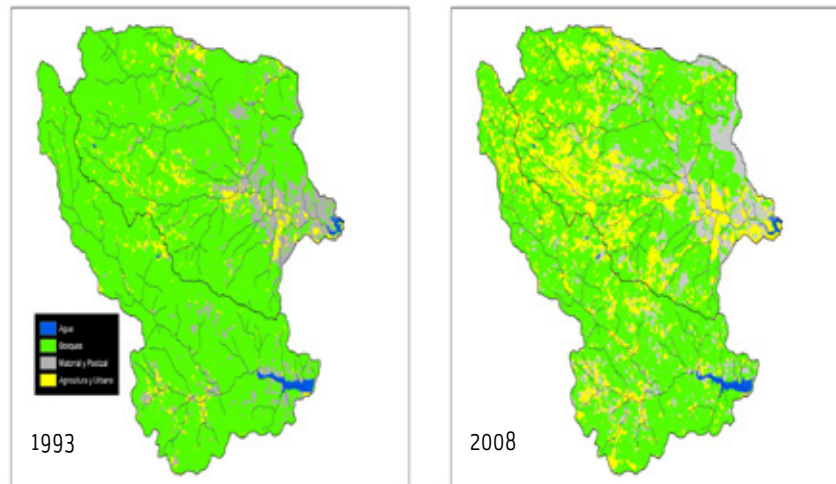 Agua
Bosques
Matorral y Pastizal
Agricultura y Urbano
1993
2008